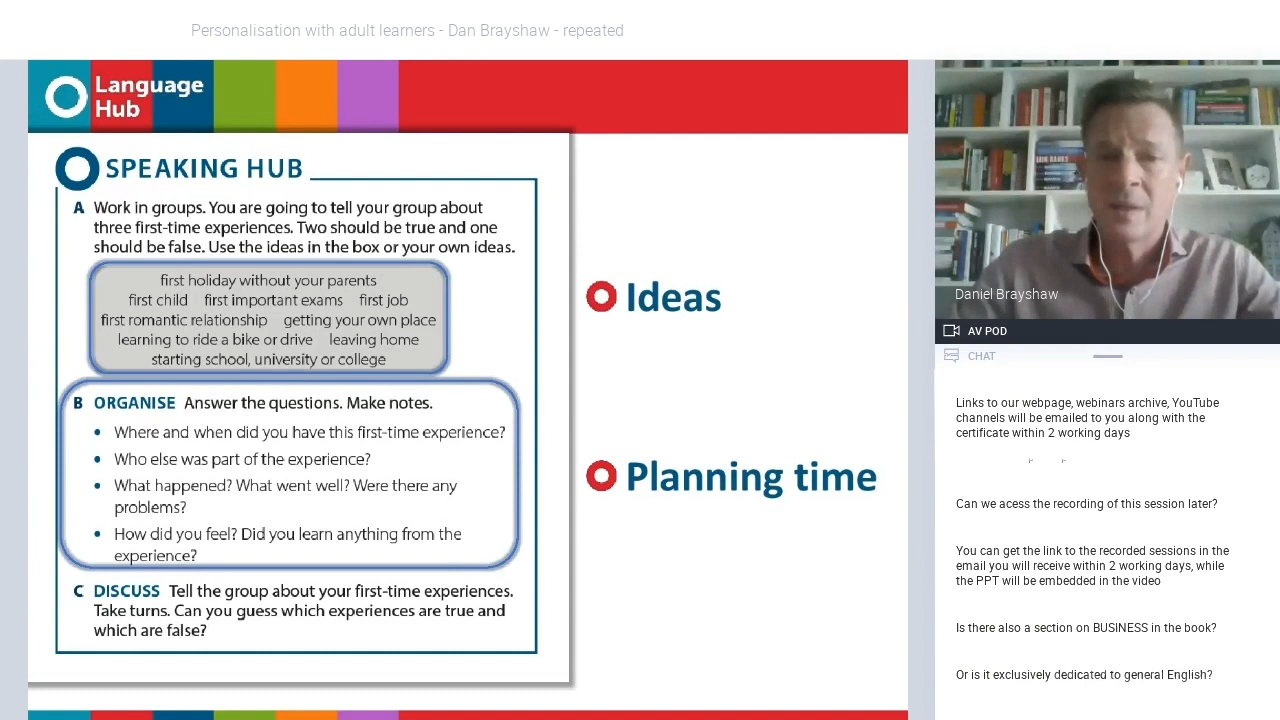 Personalisation with adult learners - Dan Brayshaw - repeated
Language
Hub
SPEAKING HUB
A Work in groups. You are going to tell your group about
three first-time experiences. Two should be true and one
should be false. Use the ideas in the box or your own ideas.
first holiday without your parents
first child first important exams first job
first romantic relationship getting your own place
learning to ride a bike or drive leaving home
starting school, university or college
B ORGANISE Answer the questions. Make notes.
• Where and when did you have this first-time experience?
• Who else was part of the experience?
• What happened? What went well? Were there any
problems?
• How did you feel? Did you learn anything from the
experience?
C DISCUSS Tell the group about your first-time experiences.
Take turns. Can you guess which experiences are true and
which are false?
Ideas
Planning time
IAIN BANKS
Daniel Brayshaw
AV POD
CHAT
Links to our webpage, webinars archive, YouTube
channels will be emailed to you along with the
certificate within 2 working days
Can we acess the recording of this session later?
You can get the link to the recorded sessions in the
email you will receive within 2 working days, while
the PPT will be embedded in the video
Is there also a section on BUSINESS in the book?
Or is it exclusively dedicated to general English?